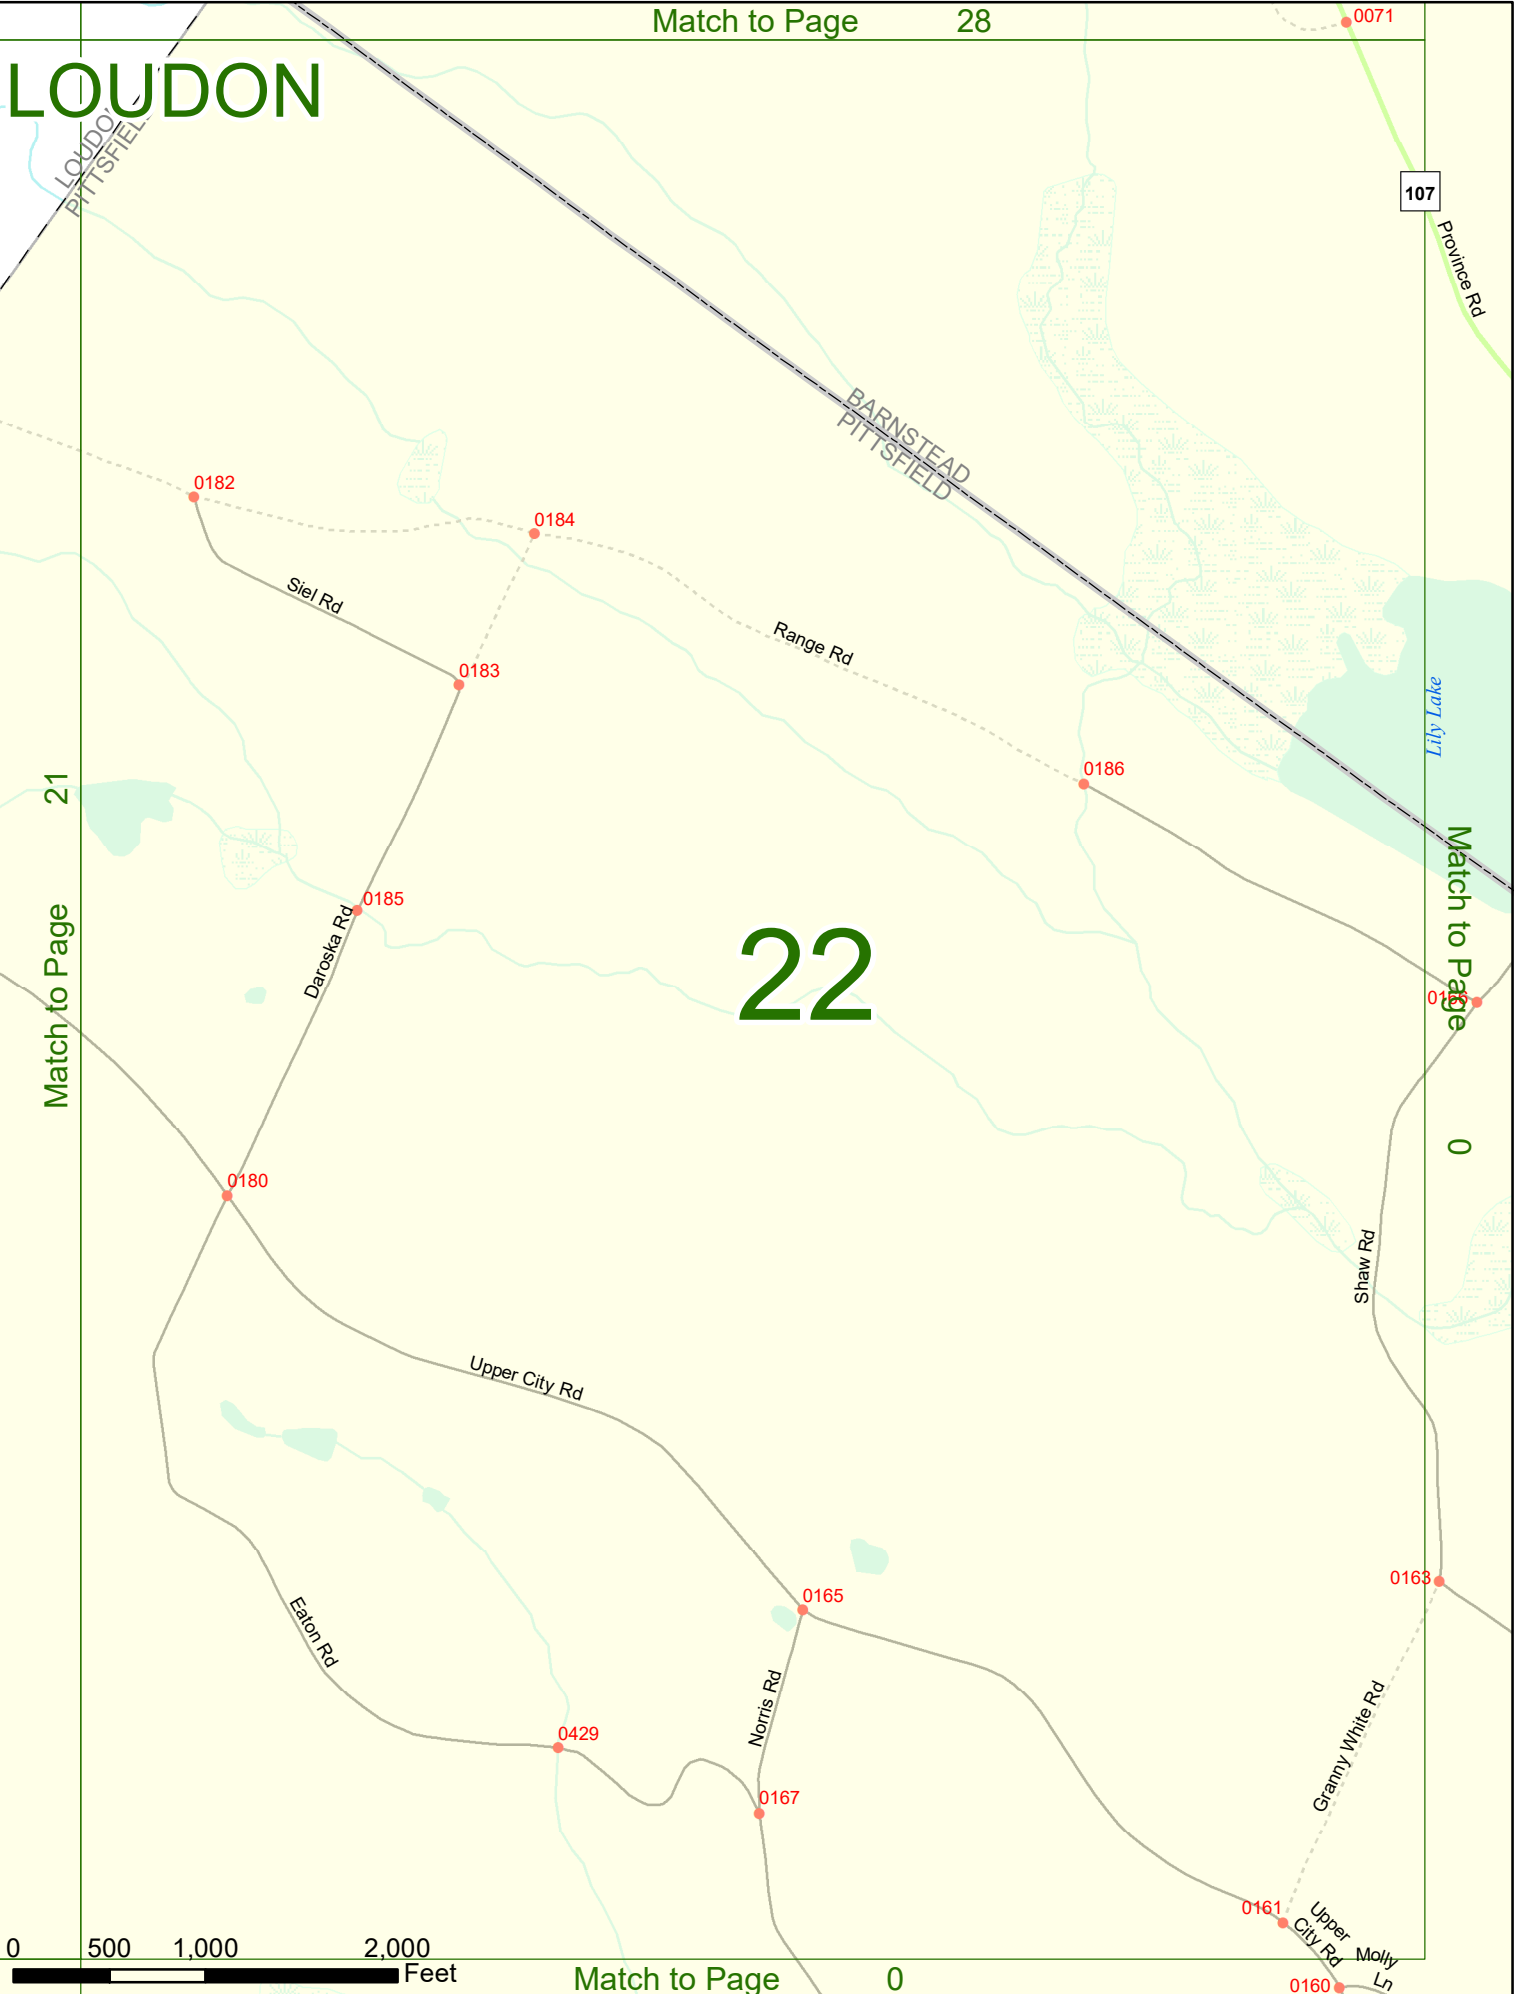 Match to Page 28
0071
LOUDON
LOUDON
PITTSFIELD
107
Province Rd
BARNSTEAD
PITTSFIELD
0182
0184
Siel Rd
Range Rd
0183
Lily Lake
0186
Match to Page 21
0185
Daroska Rd
22
Match to Page 0
0166
0180
Shaw Rd
Upper City Rd
0163
0165
Eaton Rd
Norris Rd
Granny White Rd
0429
0167
0161
Upper
City Rd
Molly
Ln
0160
0 500 1,000 2,000
Feet
Match to Page 0